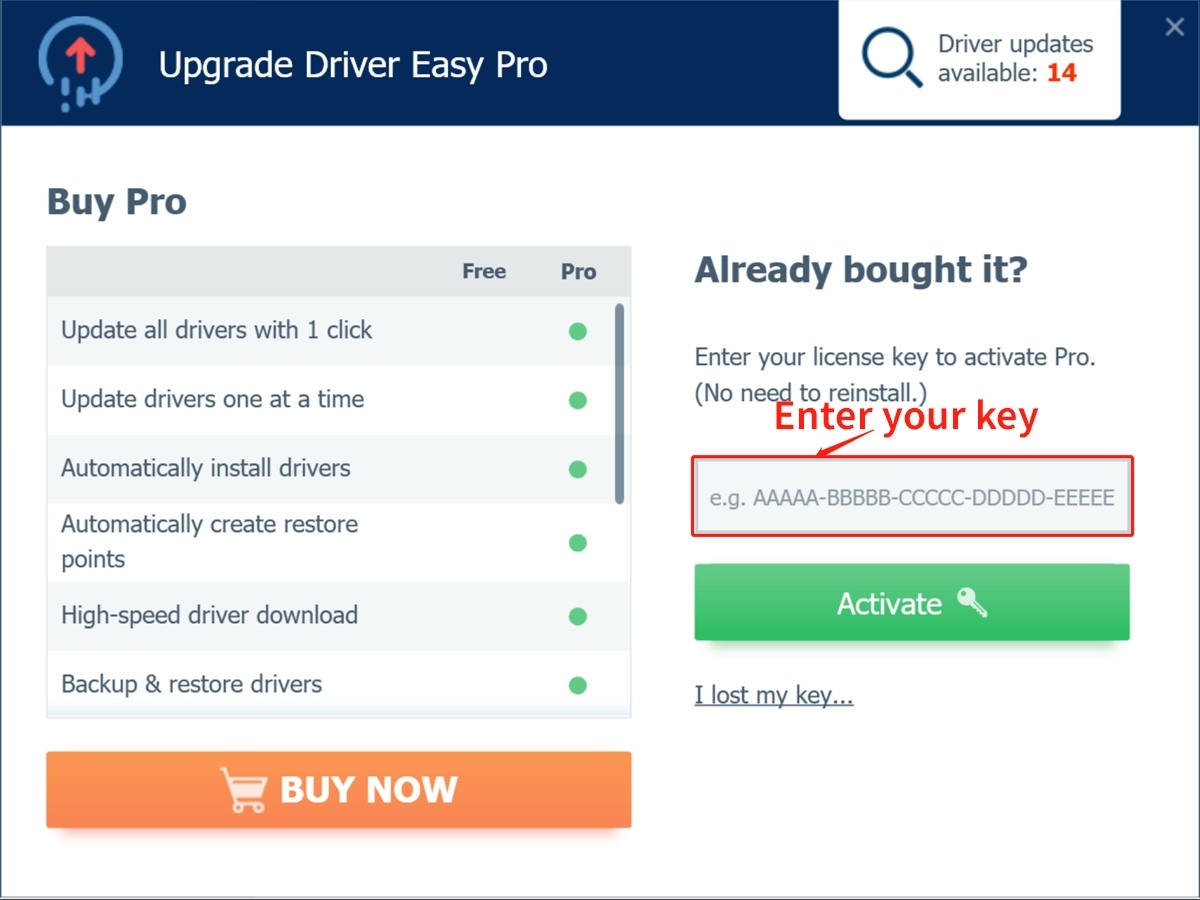 Upgrade Driver Easy Pro
Driver updates
available: 14
Buy Pro
Free Pro
Update all drivers with 1 click
Update drivers one at a time
Automatically install drivers
Automatically create restore
points
High-speed driver download
Backup & restore drivers
BUY NOW
Already bought it?
Enter your license key to activate Pro.
(No need to reinstall.)
Enter your key
e.g. AAAAA-BBBBB-CCCCC-DDDDD-EEEEE
Activate
I lost my key...